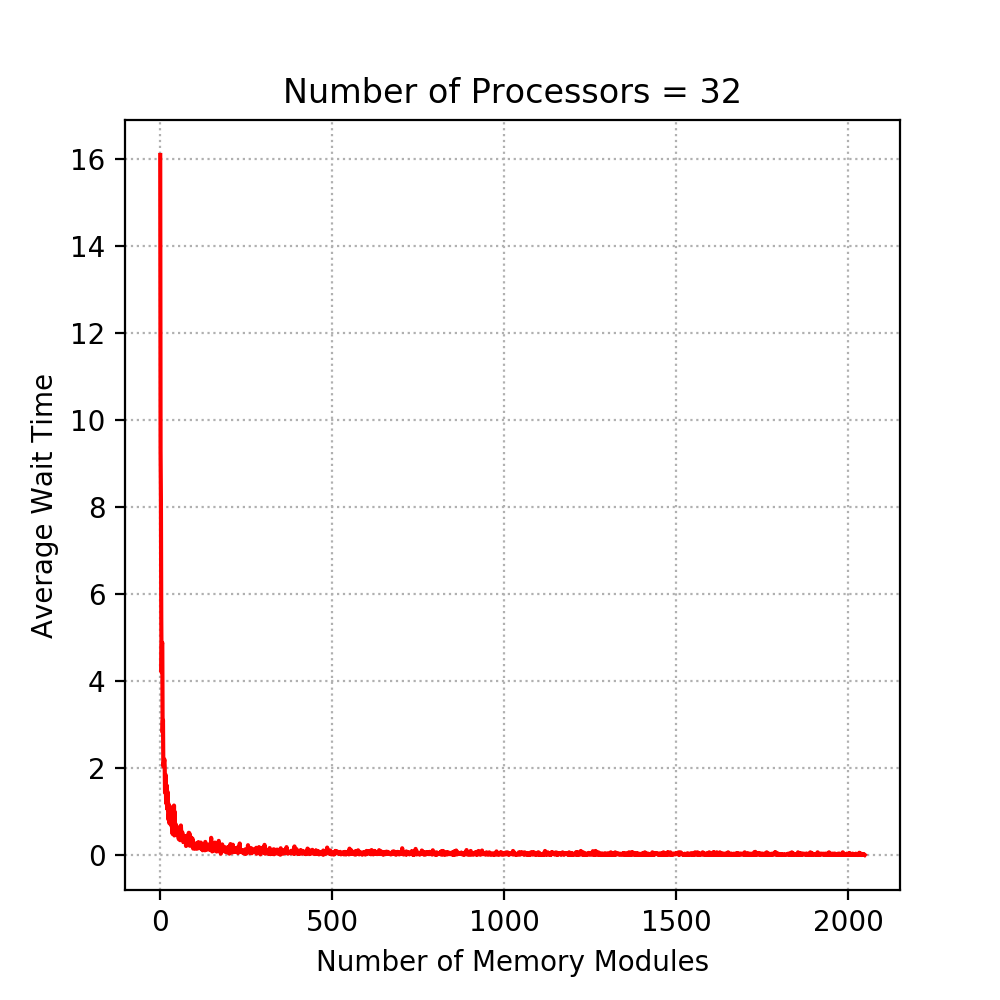 Number of Processors = 32
16
14
12
10
8
6
4
2
0
Average Wait Time
0 500 1000 1500 2000
Number of Memory Modules